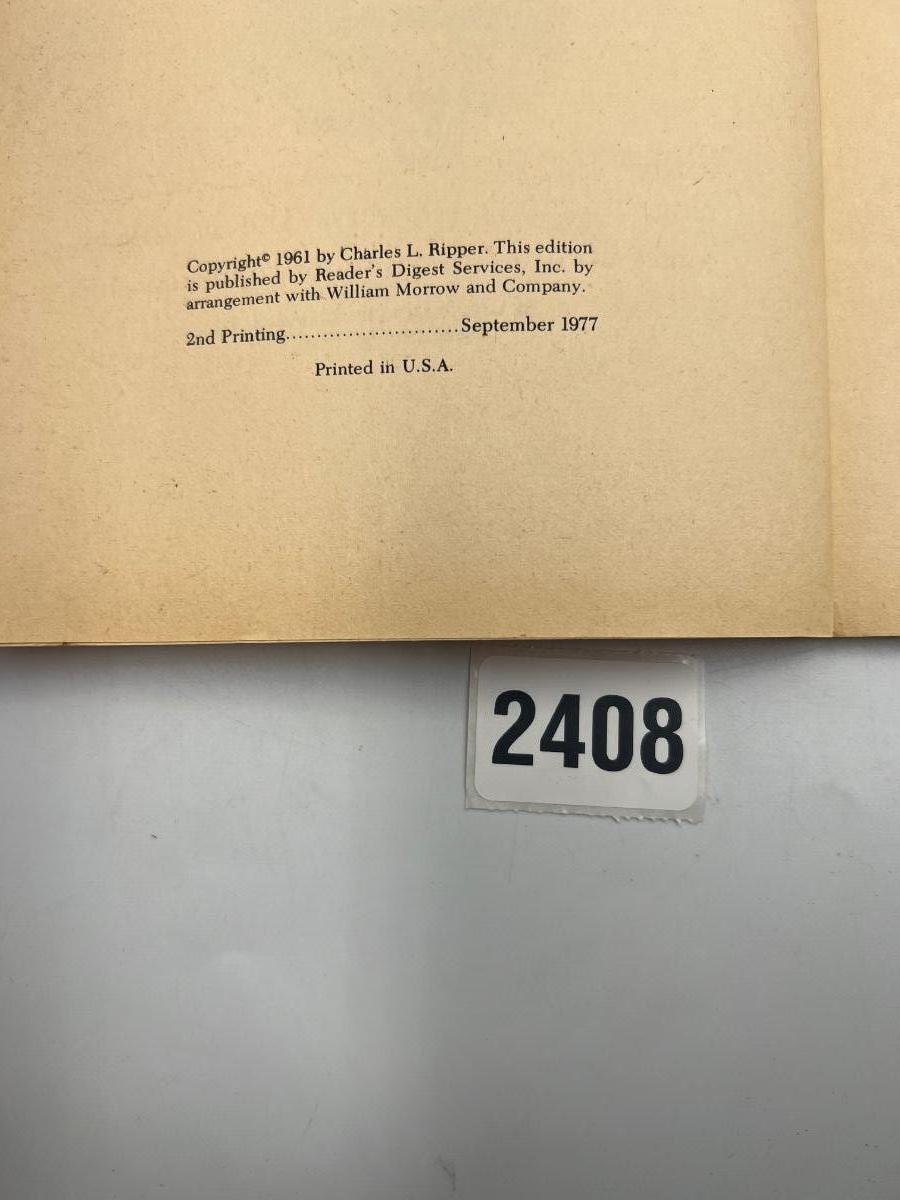 Copyright© 1961 by Charles L. Ripper. This edition
is published by Reader's Digest Services, Inc. by
arrangement with William Morrow and Company.
2nd Printing............................September 1977
Printed in U.S.A.
2408